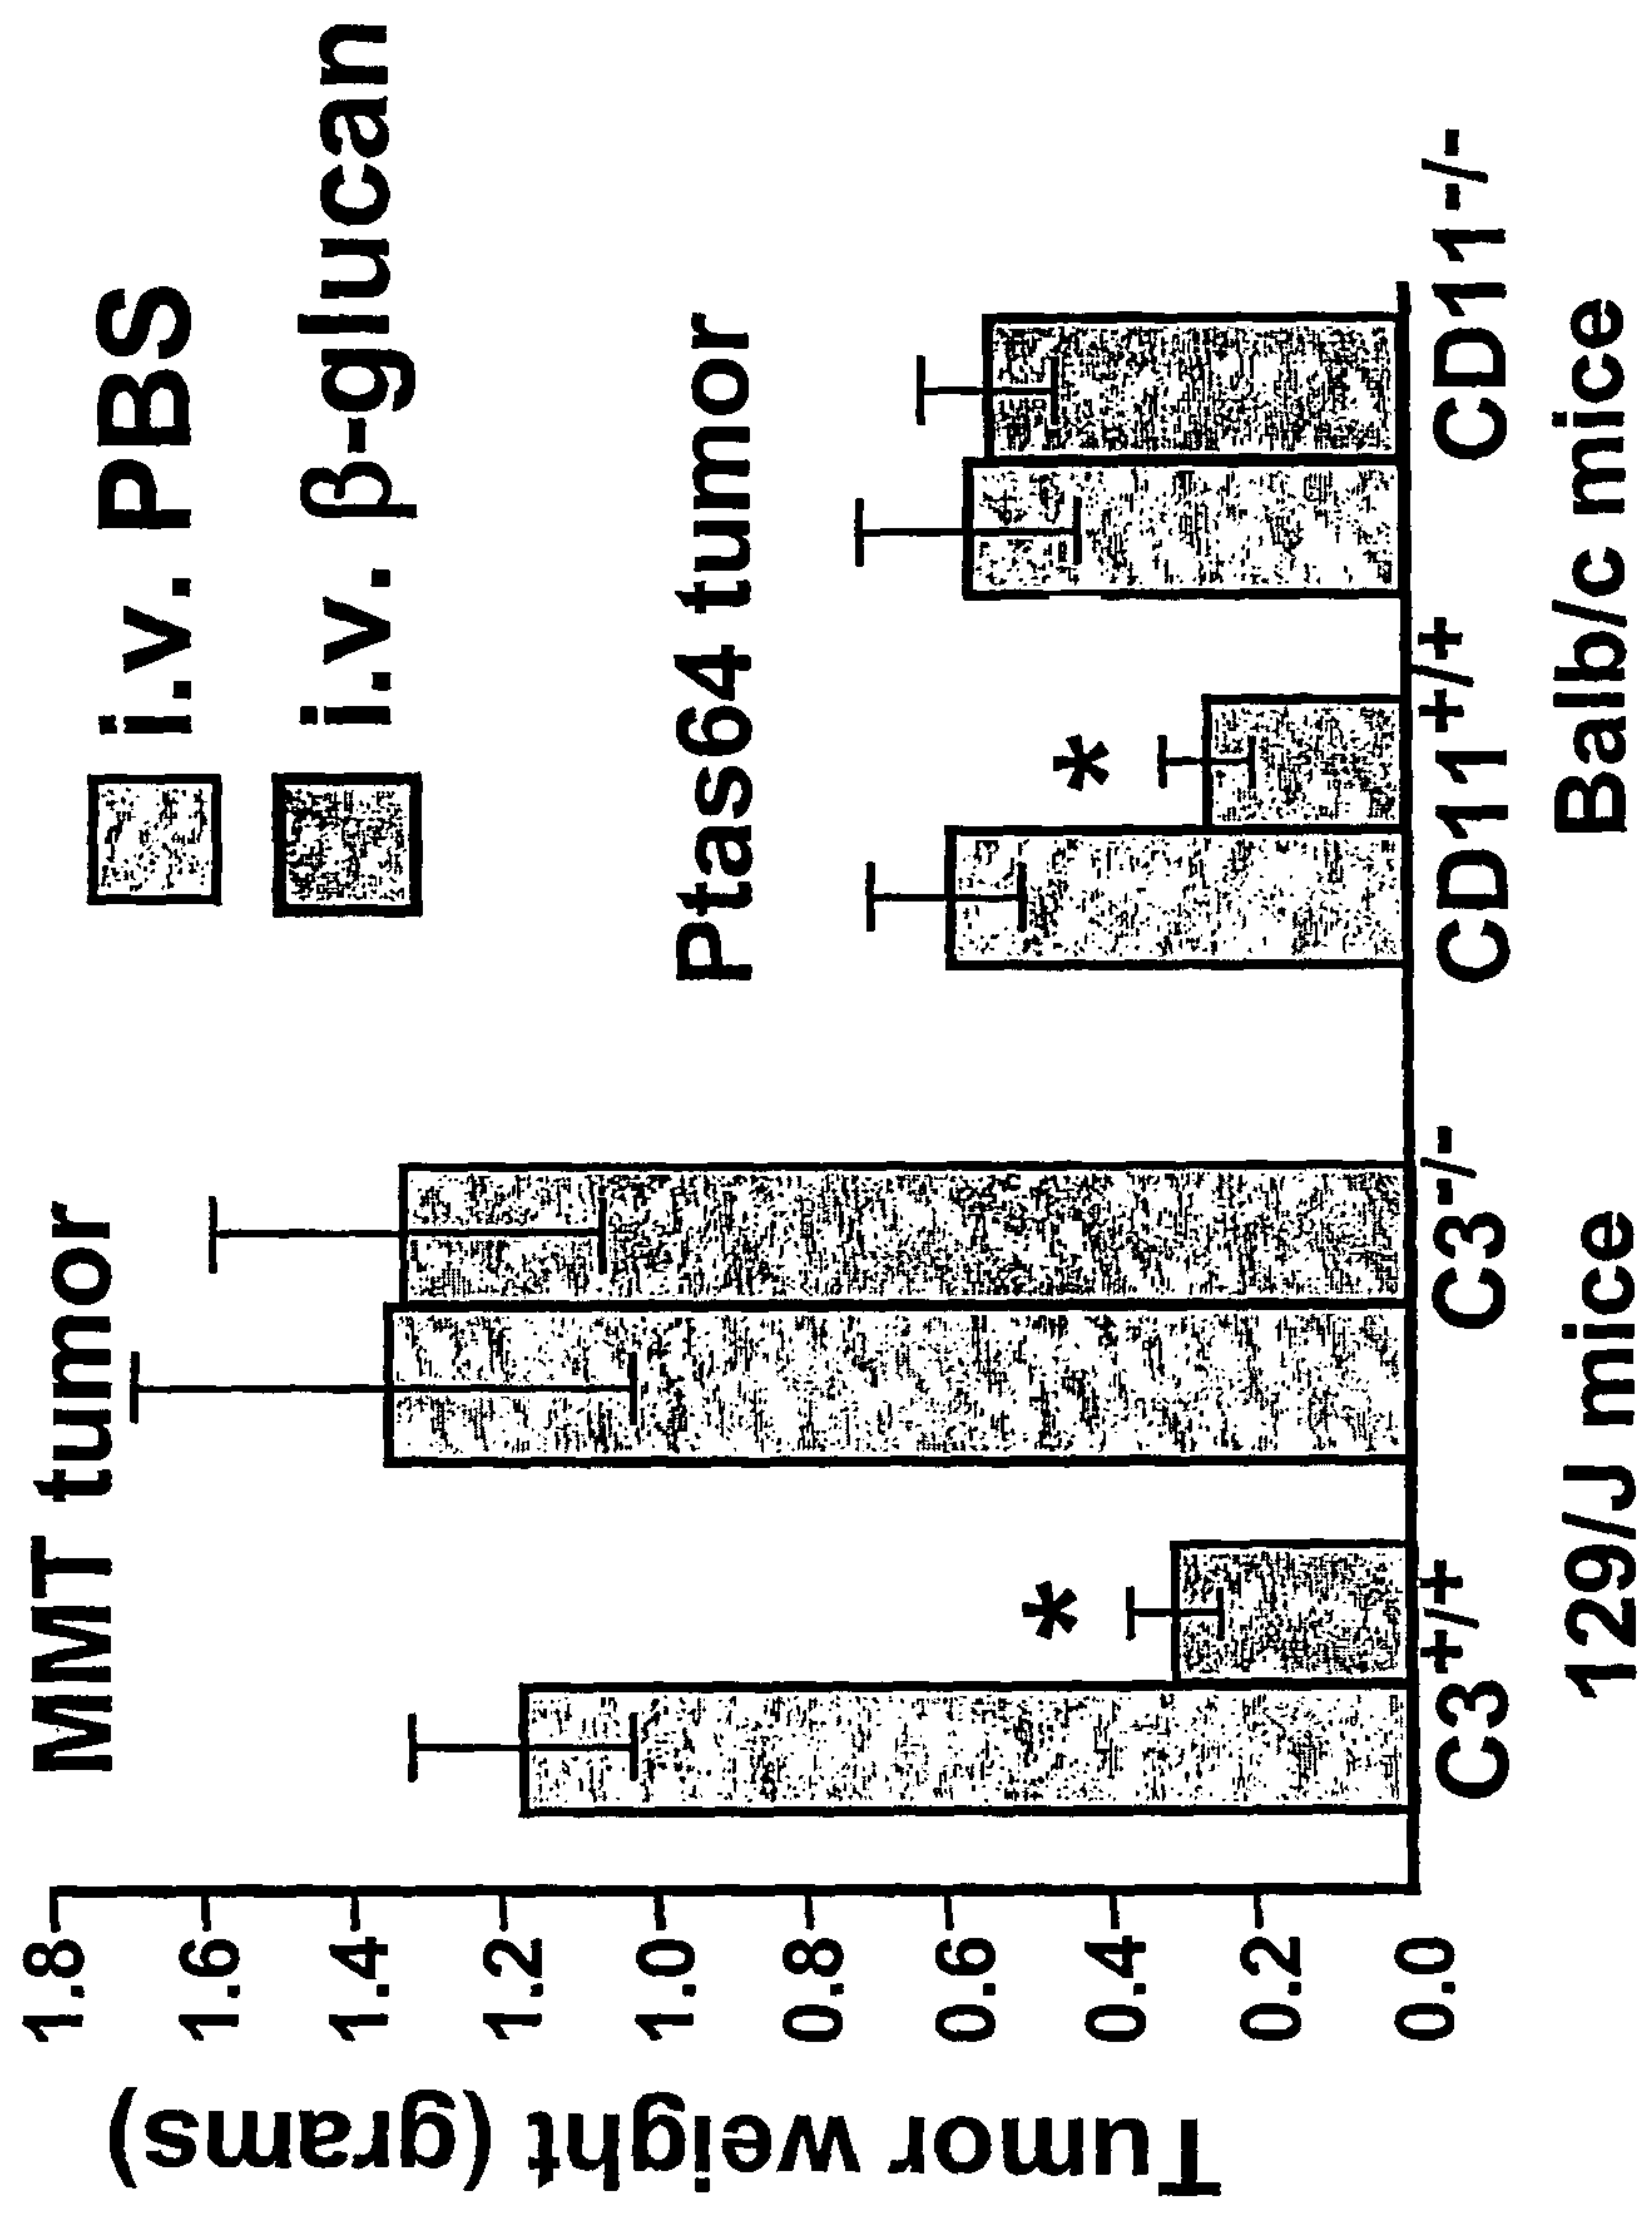 MMT tumor
i.v. PBS
i.v. β-glucan
Ptas64 tumor
*
*
Tumor weight (grams)
1.8
1.6
1.4
1.2
1.0
0.8
0.6
0.4
0.2
0.0
C3+/+
C3-/-
CD11+/+
CD11-/-
129/J mice
Balb/c mice